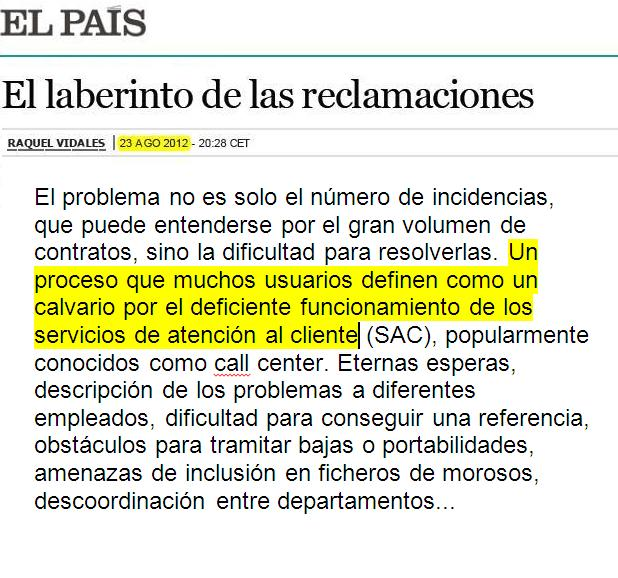 EL PAÍS
El laberinto de las reclamaciones
RAQUEL VIDALES | 23 AGO 2012 - 20:28 CET
El problema no es solo el número de incidencias,
que puede entenderse por el gran volumen de
contratos, sino la dificultad para resolverlas. Un
proceso que muchos usuarios definen como un
calvario por el deficiente funcionamiento de los
servicios de atención al cliente (SAC), popularmente
conocidos como call center. Eternas esperas,
descripción de los problemas a diferentes
empleados, dificultad para conseguir una referencia,
obstáculos para tramitar bajas o portabilidades,
amenazas de inclusión en ficheros de morosos,
descoordinación entre departamentos...